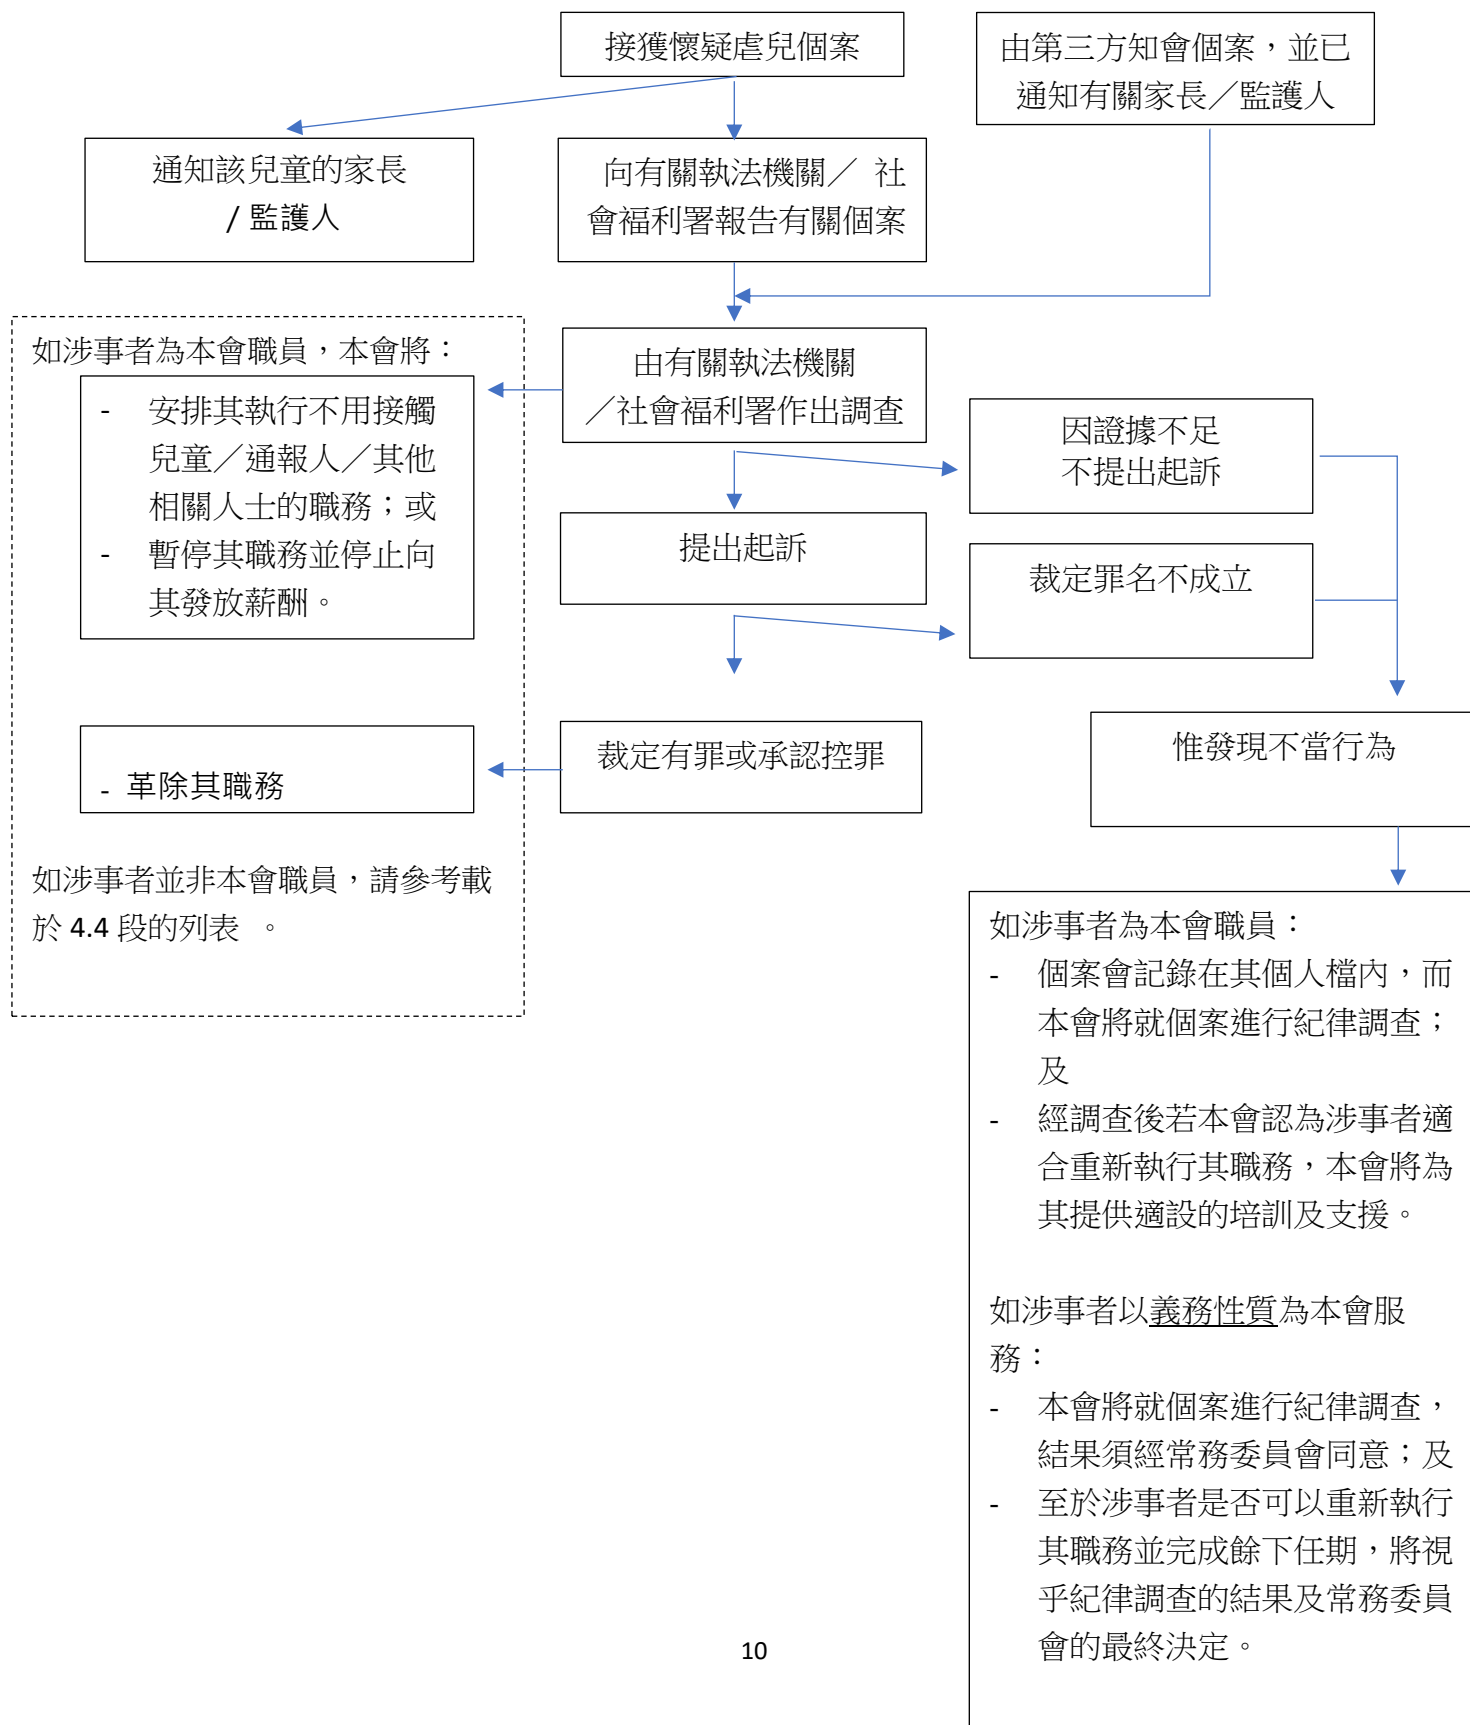 接獲懷疑虐兒個案
由第三方知會個案，並已
通知有關家長／監護人
通知該兒童的家長
/ 監護人
向有關執法機關／ 社
會福利署報告有關個案
如涉事者為本會職員，本會將：
- 安排其執行不用接觸
兒童／通報人／其他
相關人士的職務；或
- 暫停其職務並停止向
其發放薪酬。
由有關執法機關
／社會福利署作出調查
因證據不足
不提出起訴
提出起訴
裁定罪名不成立
- 革除其職務
裁定有罪或承認控罪
惟發現不當行為
如涉事者並非本會職員，請參考載
於 4.4 段的列表 。
如涉事者為本會職員：
- 個案會記錄在其個人檔內，而
本會將就個案進行紀律調查；
及
- 經調查後若本會認為涉事者適
合重新執行其職務，本會將為
其提供適設的培訓及支援。
如涉事者以義務性質為本會服
務：
- 本會將就個案進行紀律調查，
結果須經常務委員會同意；及
- 至於涉事者是否可以重新執行
其職務並完成餘下任期，將視
乎紀律調查的結果及常務委員
會的最終決定。
10